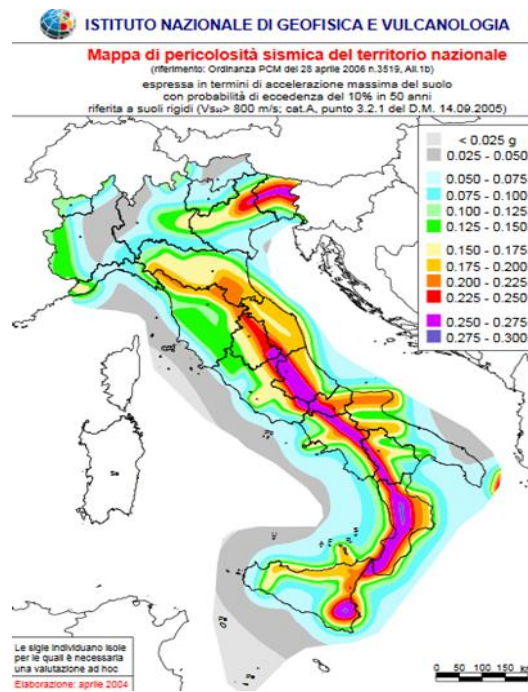 ISTITUTO NAZIONALE DI GEOFISICA E VULCANOLOGIA
Mappa di pericolosità sismica del territorio nazionale
(riferimento: Ordinanza PCM del 28 aprile 2006 n.3519, All.1b)
espressa in termini di accelerazione massima del suolo
con probabilità di eccedenza del 10% in 50 anni
riferita a suoli rigidi (Vs₃₀> 800 m/s; cat.A, punto 3.2.1 del D.M. 14.09.2005)
< 0.025 g
0.025 - 0.050
0.050 - 0.075
0.075 - 0.100
0.100 - 0.125
0.125 - 0.150
0.150 - 0.175
0.175 - 0.200
0.200 - 0.225
0.225 - 0.250
0.250 - 0.275
0.275 - 0.300
Sa
Le sigle individuano isole
per le quali è necessaria
una valutazione ad hoc
Elaborazione: aprile 2004
0 50 100 150